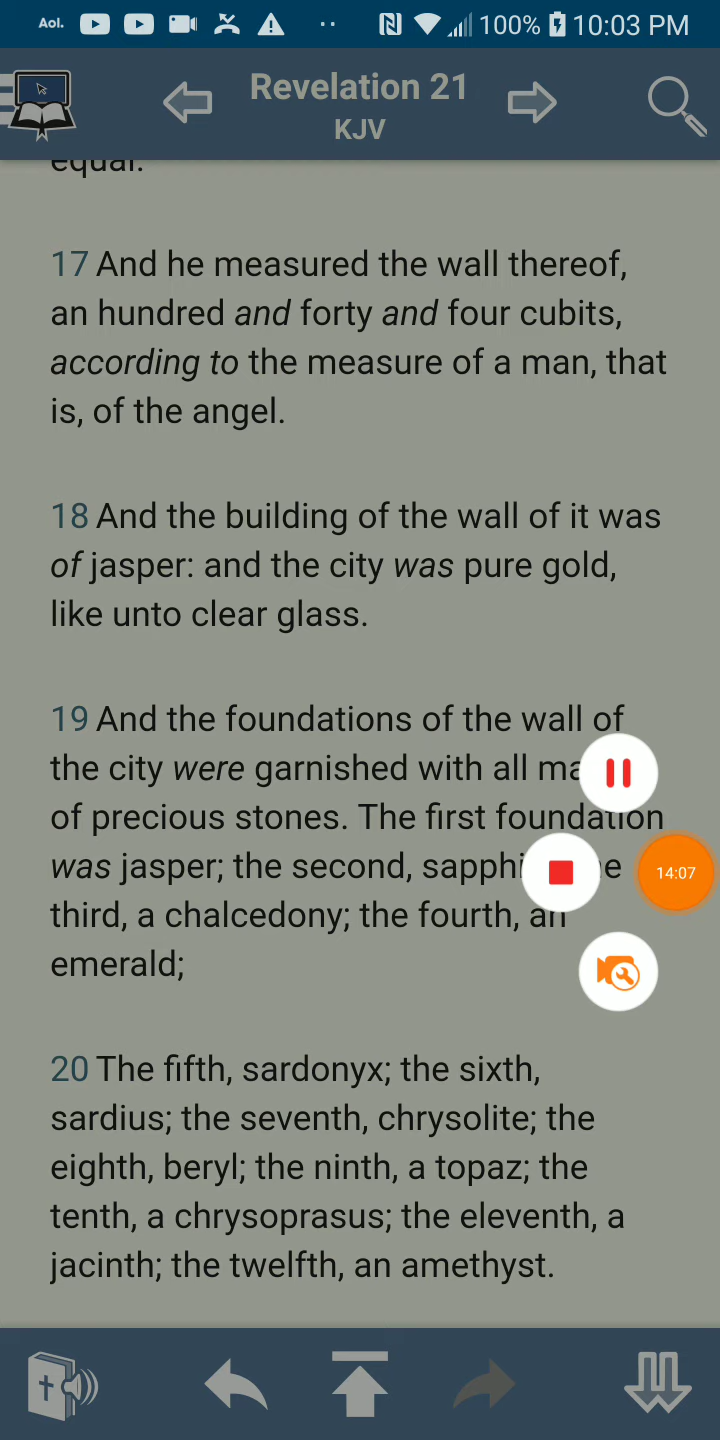 Aol. 100% 10:03 PM
Revelation 21
KJV
equal.
17 And he measured the wall thereof,
an hundred and forty and four cubits,
according to the measure of a man, that
is, of the angel.
18 And the building of the wall of it was
of jasper: and the city was pure gold,
like unto clear glass.
19 And the foundations of the wall of
the city were garnished with all ma
of precious stones. The first foundation
was jasper; the second, sapphi e
14:07
third, a chalcedony; the fourth, an
emerald;
20 The fifth, sardonyx; the sixth,
sardius; the seventh, chrysolite; the
eighth, beryl; the ninth, a topaz; the
tenth, a chrysoprasus; the eleventh, a
jacinth; the twelfth, an amethyst.